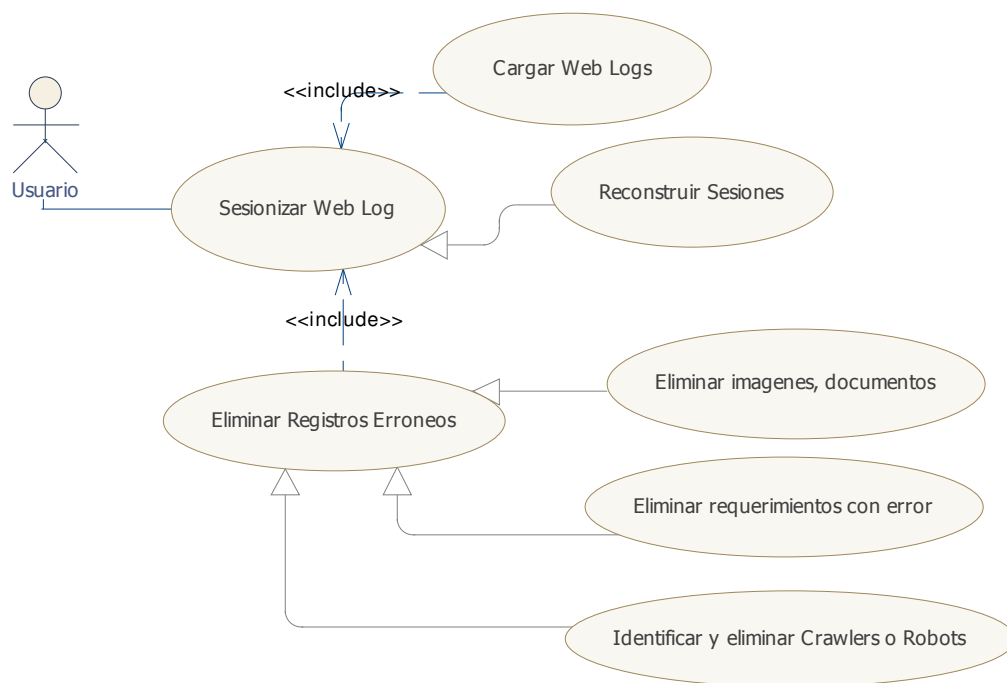 Cargar Web Logs
<<include>>
Usuario
Reconstruir Sesiones
Sesionizar Web Log
<<include>>
Eliminar imagenes, documentos
Eliminar Registros Erroneos
Eliminar requerimientos con error
Identificar y eliminar Crawlers o Robots